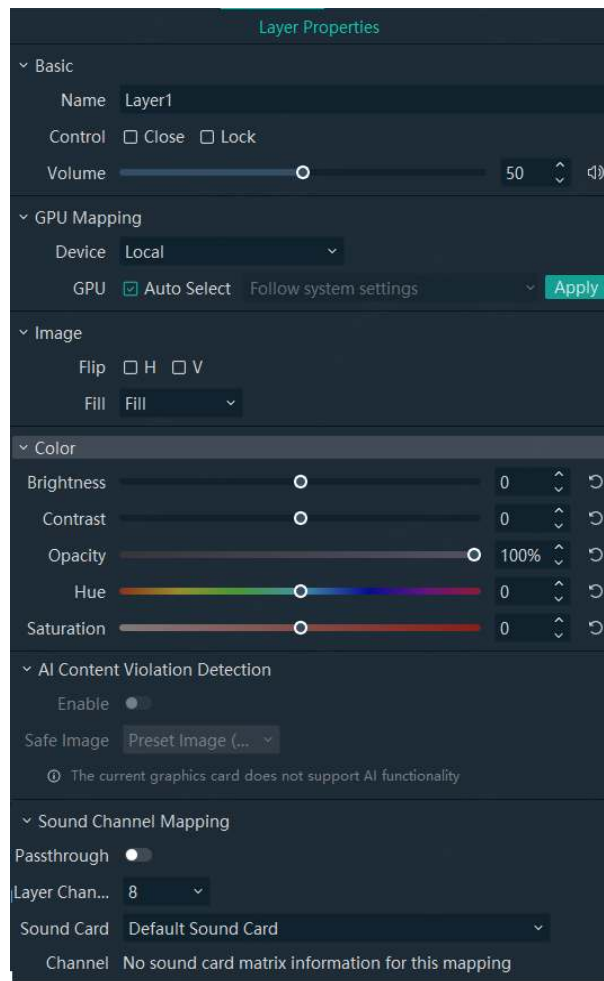 Layer Properties
Basic
Name Layer1
Control Close Lock
Volume 50
GPU Mapping
Device Local
GPU Auto Select Follow system settings Apply
Image
Flip H V
Fill Fill
Color
Brightness 0
Contrast 0
Opacity 100%
Hue 0
Saturation 0
AI Content Violation Detection
Enable
Safe Image Preset Image (...
The current graphics card does not support AI functionality
Sound Channel Mapping
Passthrough
Layer Chan... 8
Sound Card Default Sound Card
Channel No sound card matrix information for this mapping